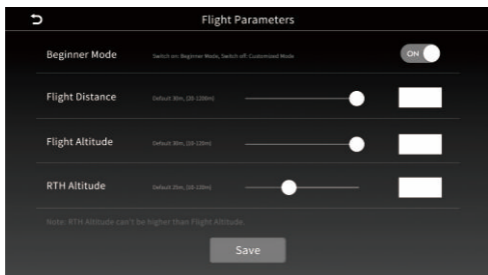 Flight Parameters
Beginner Mode
Switch on: Beginner Mode, Switch off: Customized Mode
ON
Flight Distance
Default 30m, (20-1200m)
Flight Altitude
Default 30m, (10-120m)
RTH Altitude
Default 25m, (10-120m)
Note: RTH Altitude can't be higher than Flight Altitude.
Save